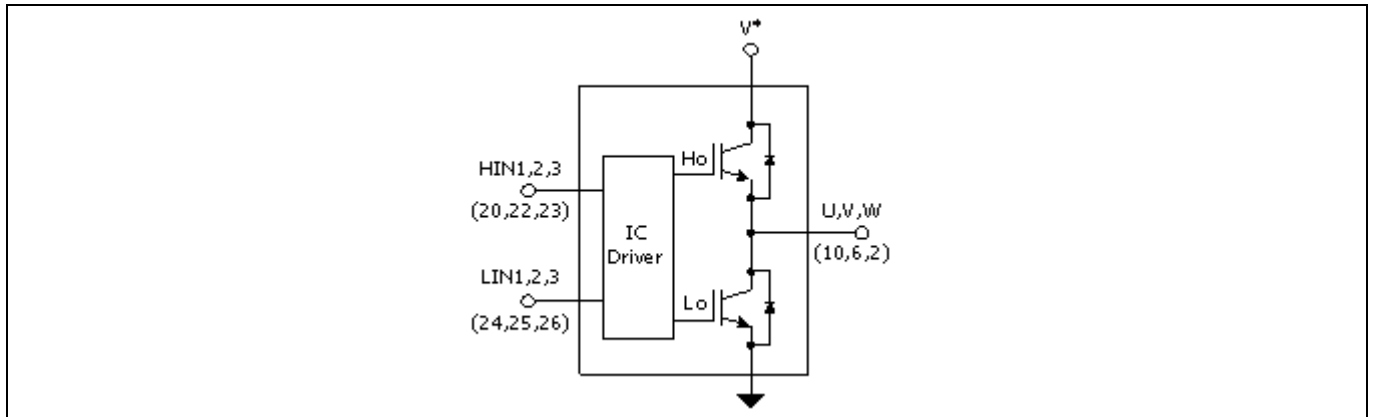 V+
HIN1,2,3
(20,22,23)
LIN1,2,3
(24,25,26)
IC
Driver
Ho
Lo
U,V,W
(10,6,2)